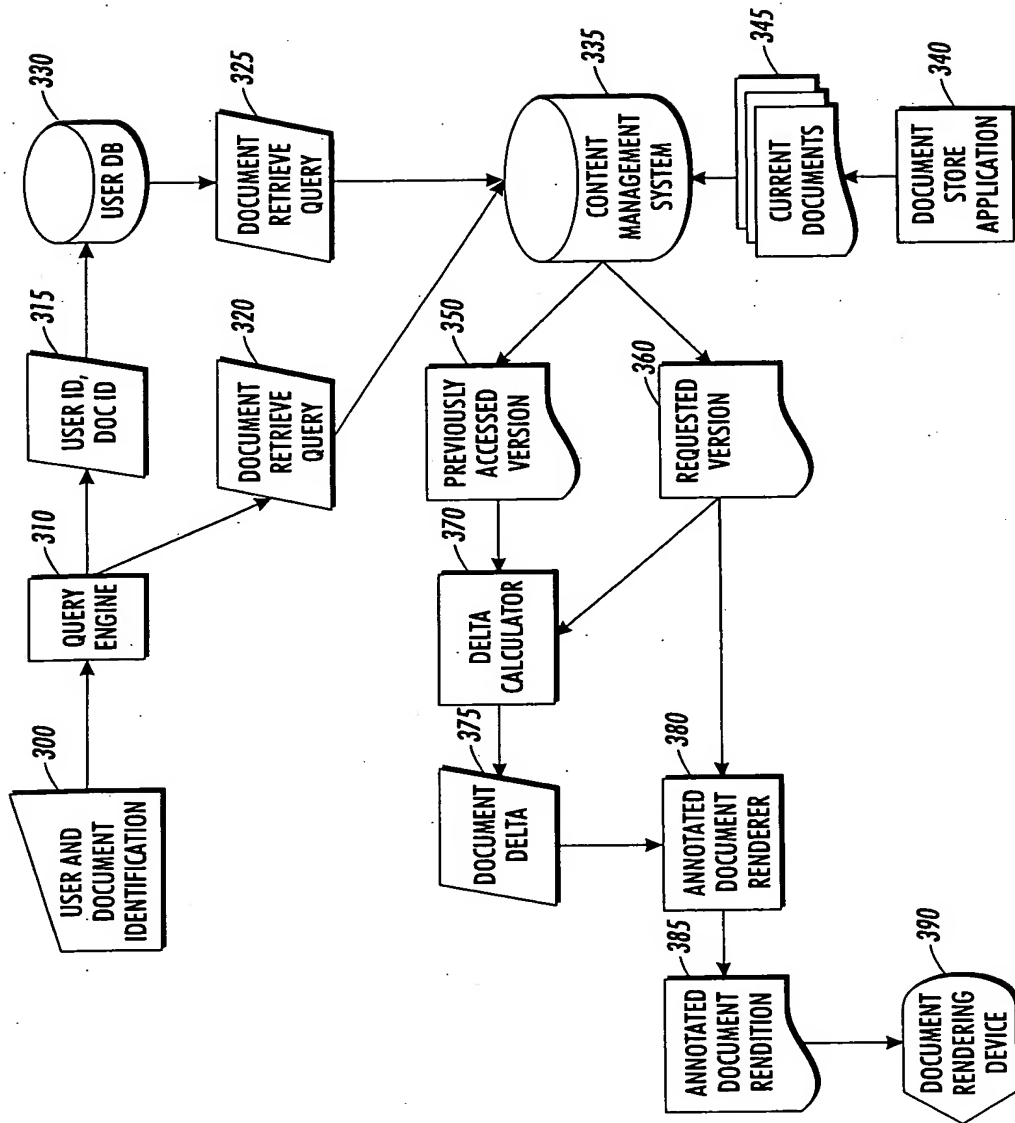 300
USER AND
DOCUMENT
IDENTIFICATION
310
QUERY
ENGINE
315
USER ID,
DOC ID
330
USER DB
320
DOCUMENT
RETRIEVE
QUERY
325
DOCUMENT
RETRIEVE
QUERY
335
CONTENT
MANAGEMENT
SYSTEM
345
CURRENT
DOCUMENTS
340
DOCUMENT
STORE
APPLICATION
350
PREVIOUSLY
ACCESSED
VERSION
360
REQUESTED
VERSION
370
DELTA
CALCULATOR
375
DOCUMENT
DELTA
380
ANNOTATED
DOCUMENT
RENDERER
385
ANNOTATED
DOCUMENT
RENDITION
390
DOCUMENT
RENDERING
DEVICE